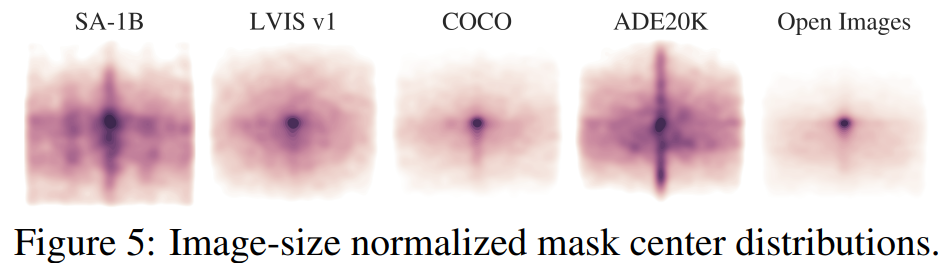 SA-1B LVIS v1 COCO ADE20K Open Images
Figure 5: Image-size normalized mask center distributions.